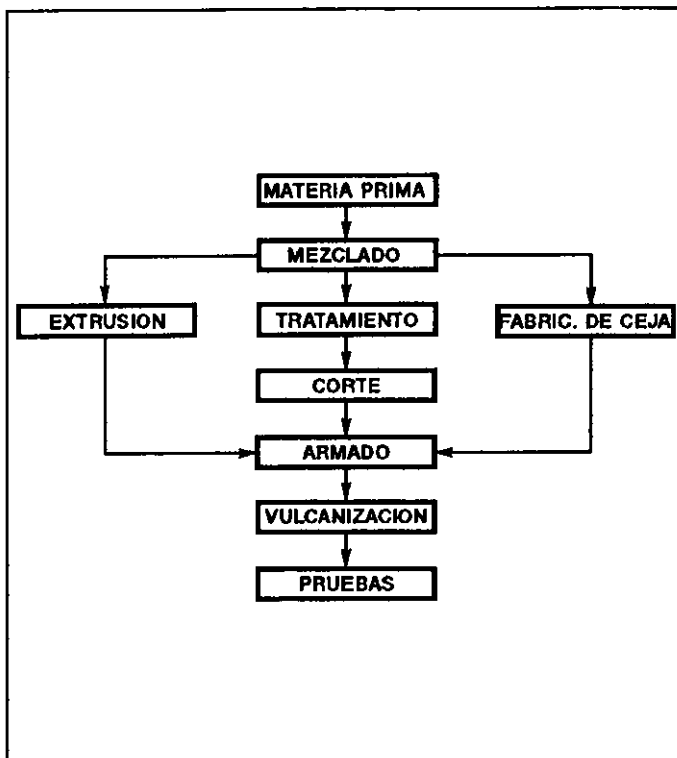 MATERIA PRIMA
MEZCLADO
EXTRUSION
TRATAMIENTO
FABRIC. DE CEJA
CORTE
ARMADO
VULCANIZACION
PRUEBAS